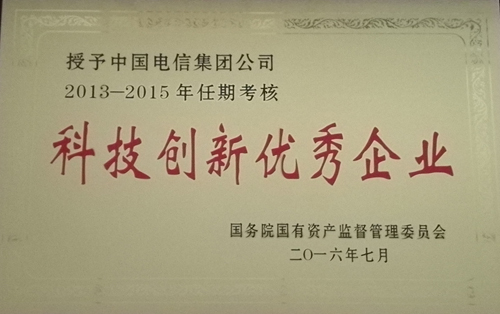 授予中国电信集团公司
2013—2015年任期考核
科技创新优秀企业
国务院国有资产监督管理委员会
二〇一六年七月